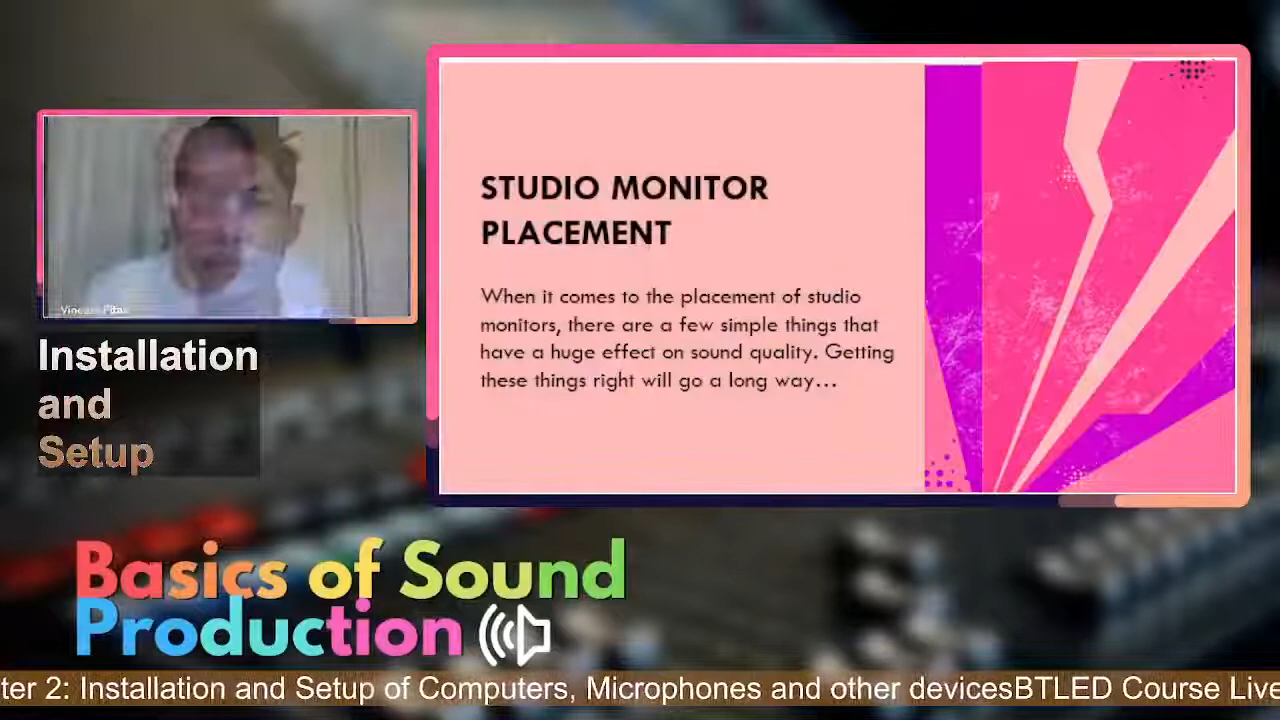 STUDIO MONITOR
PLACEMENT
When it comes to the placement of studio
monitors, there are a few simple things that
have a huge effect on sound quality. Getting
these things right will go a long way...
Installation
and
Setup
Basics of Sound
Production
ter 2: Installation and Setup of Computers, Microphones and other devicesBTLED Course Live